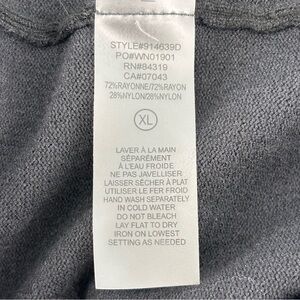 STYLE#914639D
PO#WN01901
RN#84319
CA#07043
72%RAYONNE/72%RAYON
28%NYLON/28%NYLON
XL
LAVER À LA MAIN
SÉPARÉMENT
À L'EAU FROIDE
NE PAS JAVELLISER
LAISSER SÉCHER À PLAT
UTILISER LE FER FROID
HAND WASH SEPARATELY
IN COLD WATER
DO NOT BLEACH
LAY FLAT TO DRY
IRON ON LOWEST
SETTING AS NEEDED